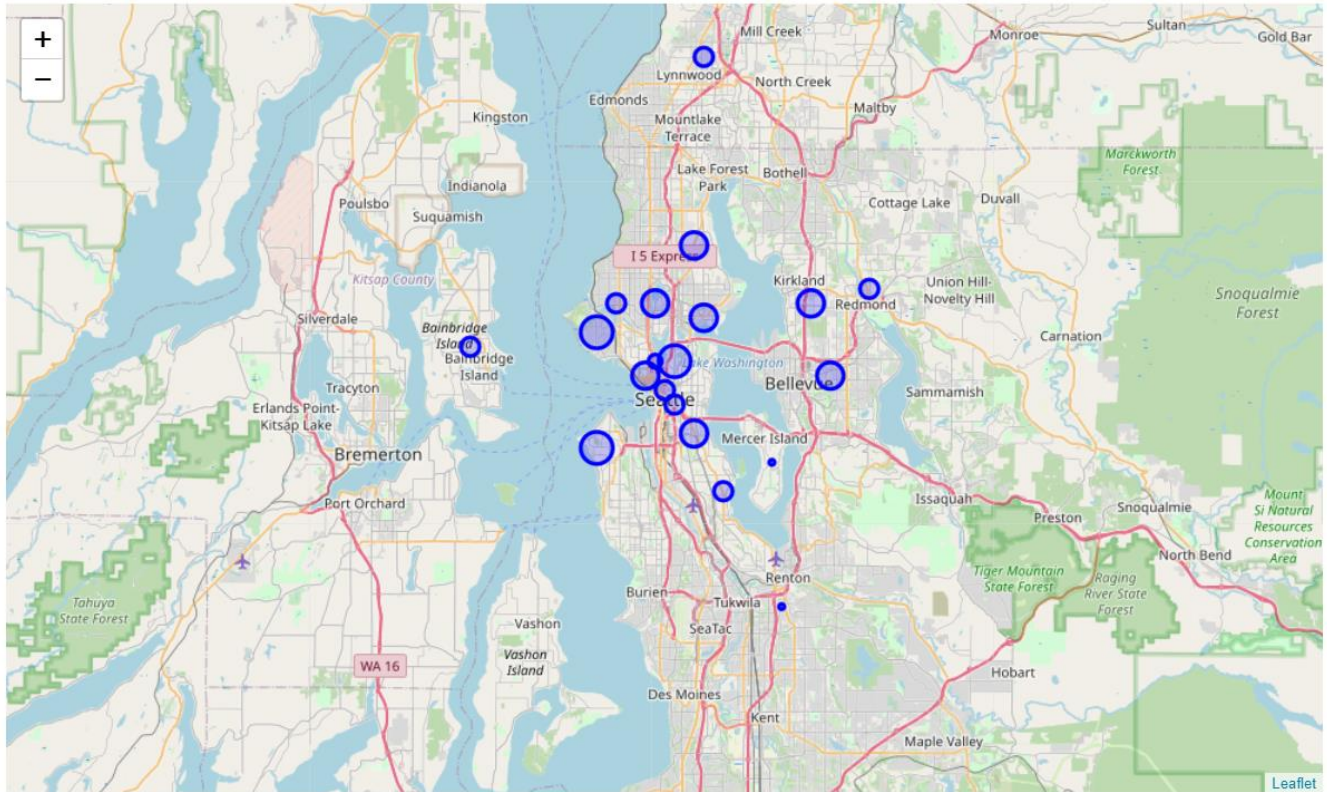 +
−
Sultan
Gold Bar
Monroe
Mill Creek
Lynnwood
North Creek
Edmonds
Maltby
Kingston
Mountlake
Terrace
Marckworth
Forest
Lake Forest
Park
Bothell
Indianola
Poulsbo
Suquamish
Cottage Lake
Duvall
I 5 Expre
Kitsap County
Kirkland
Union Hill-
Novelty Hill
Redmond
Snoqualmie
Forest
Silverdale
Bainbridge
Island
Bainbridge
Island
Carnation
Lake Washington
Tracyton
Bellevue
Sammamish
Erlands Point-
Kitsap Lake
Seattle
Mercer Island
Bremerton
Issaquah
Port Orchard
Preston
Snoqualmie
Mount
Si Natural
Resources
Conservation
Area
North Bend
Tiger Mountain
State Forest
Raging
River State
Forest
Renton
Burien
Tukwila
Tahuya
State Forest
Vashon
SeaTac
Vashon
Island
WA 16
Hobart
Des Moines
Kent
Maple Valley
Leaflet